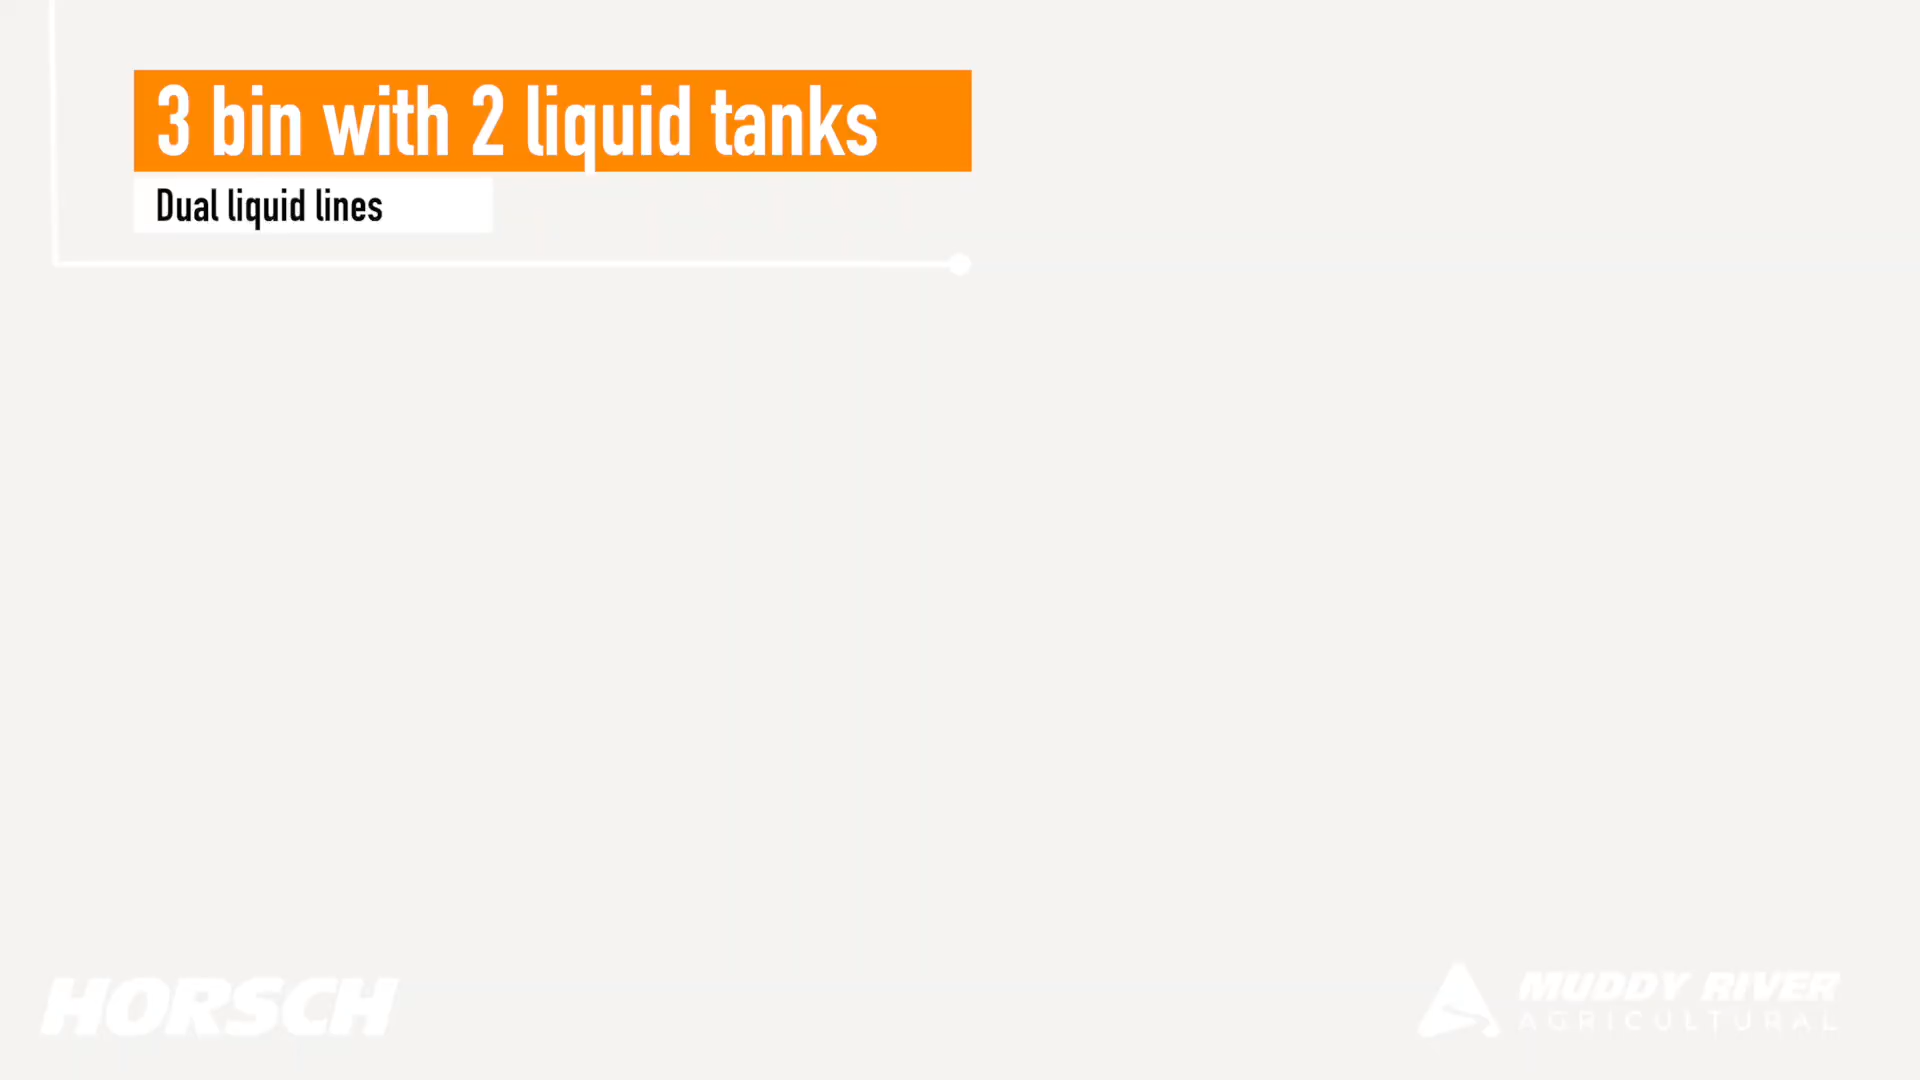 3 bin with 2 liquid tanks
Dual liquid lines
HORSCH
MUDDY RIVER
AGRICULTURAL